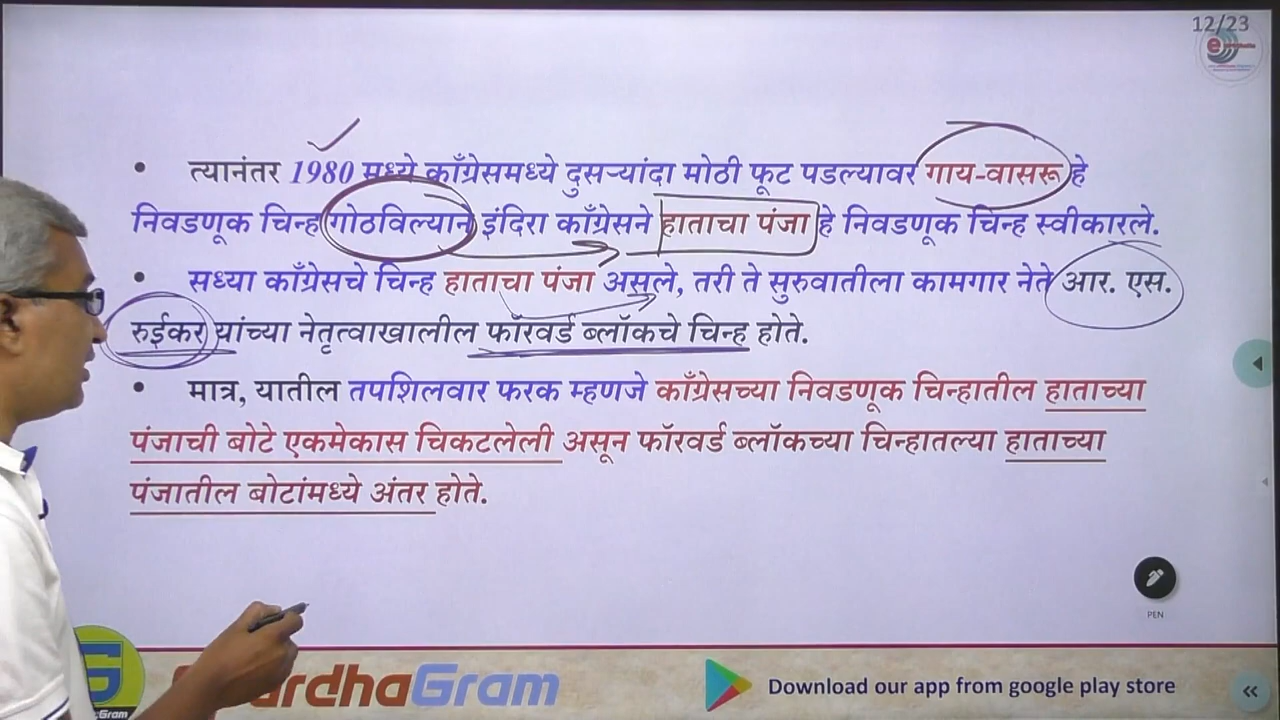 12/23
• त्यानंतर 1980 मध्ये काँग्रेसमध्ये दुसऱ्यांदा मोठी फूट पडल्यावर गाय-वासरू हे
निवडणूक चिन्ह गोठविल्यान इंदिरा काँग्रेसने हाताचा पंजा हे निवडणूक चिन्ह स्वीकारले.
• सध्या काँग्रेसचे चिन्ह हाताचा पंजा असले, तरी ते सुरुवातीला कामगार नेते आर. एस.
रुईकर यांच्या नेतृत्वाखालील फॉरवर्ड ब्लॉकचे चिन्ह होते.
• मात्र, यातील तपशिलवार फरक म्हणजे काँग्रेसच्या निवडणूक चिन्हातील हाताच्या
पंजाची बोटे एकमेकास चिकटलेली असून फॉरवर्ड ब्लॉकच्या चिन्हातल्या हाताच्या
पंजातील बोटांमध्ये अंतर होते.
PEN
ardhaGram
Download our app from google play store